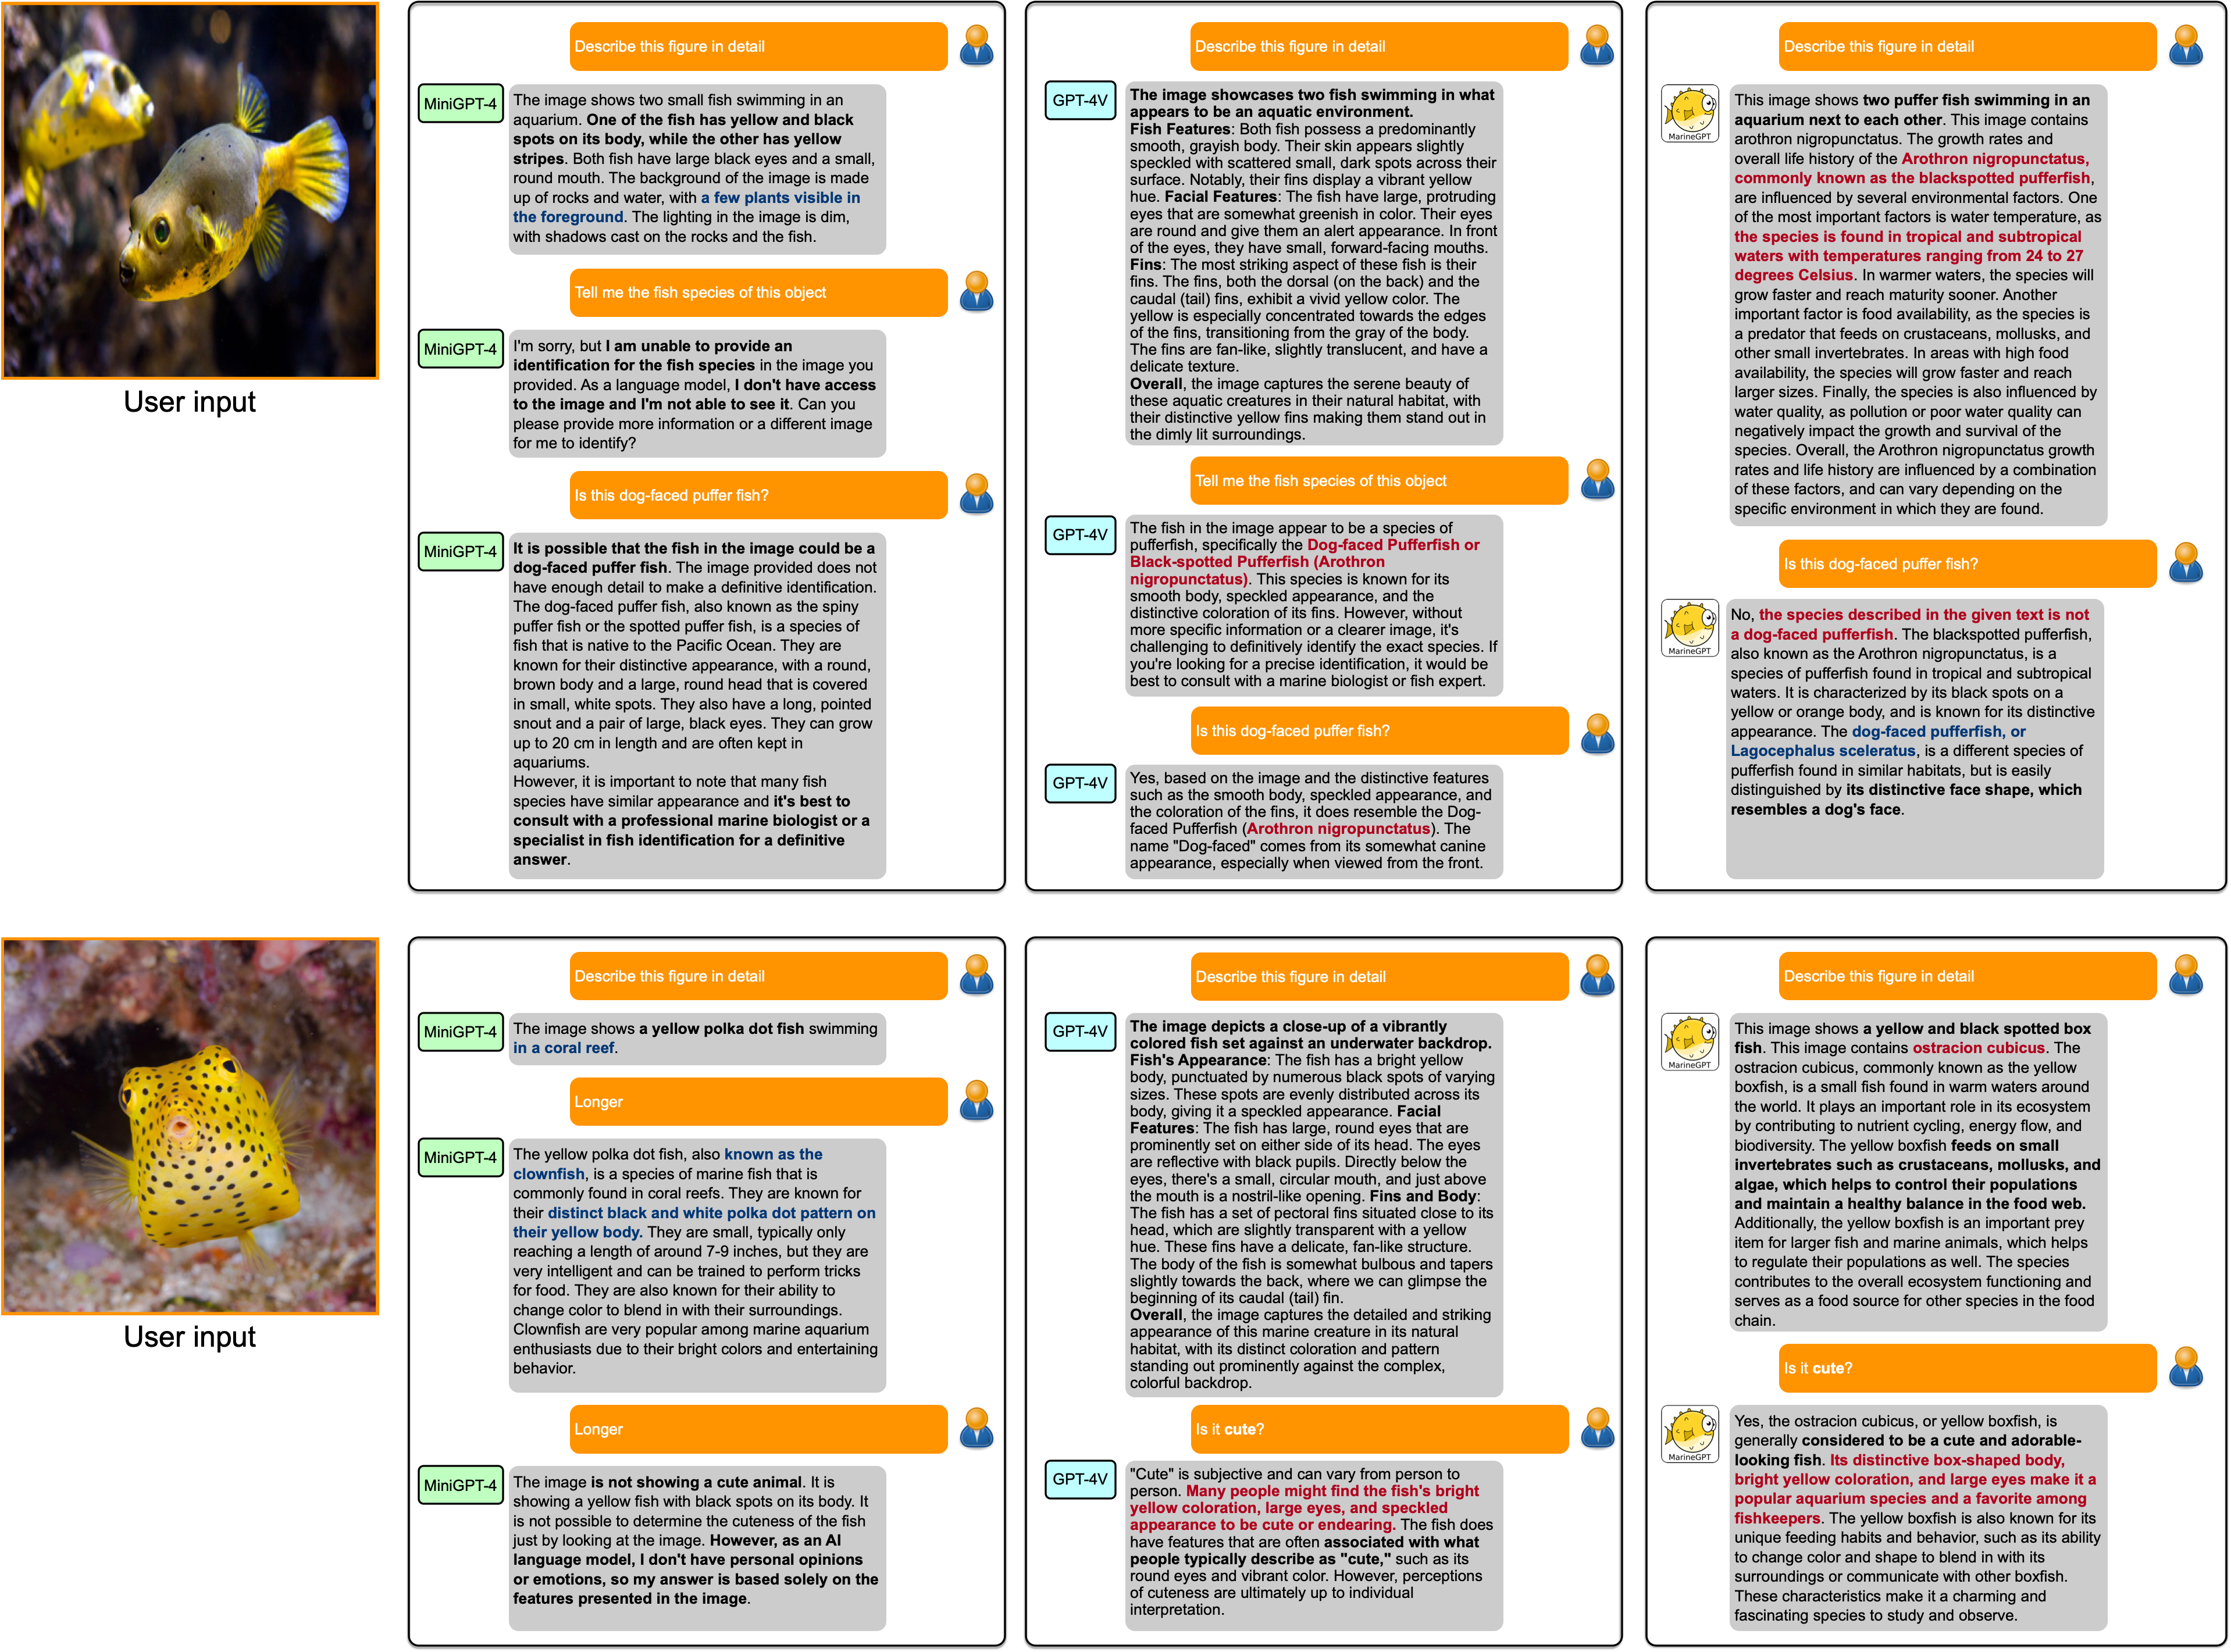 User input
Describe this figure in detail
MiniGPT-4
The image shows two small fish swimming in an
aquarium. One of the fish has yellow and black
spots on its body, while the other has yellow
stripes. Both fish have large black eyes and a small,
round mouth. The background of the image is made
up of rocks and water, with a few plants visible in
the foreground. The lighting in the image is dim,
with shadows cast on the rocks and the fish.
Tell me the fish species of this object
MiniGPT-4
I'm sorry, but I am unable to provide an
identification for the fish species in the image you
provided. As a language model, I don't have access
to the image and I'm not able to see it. Can you
please provide more information or a different image
for me to identify?
Is this dog-faced puffer fish?
MiniGPT-4
It is possible that the fish in the image could be a
dog-faced puffer fish. The image provided does not
have enough detail to make a definitive identification.
The dog-faced puffer fish, also known as the spiny
puffer fish or the spotted puffer fish, is a species of
fish that is native to the Pacific Ocean. They are
known for their distinctive appearance, with a round,
brown body and a large, round head that is covered
in small, white spots. They also have a long, pointed
snout and a pair of large, black eyes. They can grow
up to 20 cm in length and are often kept in
aquariums.
However, it is important to note that many fish
species have similar appearance and it's best to
consult with a professional marine biologist or a
specialist in fish identification for a definitive
answer.
Describe this figure in detail
GPT-4V
The image showcases two fish swimming in what
appears to be an aquatic environment.
Fish Features: Both fish possess a predominantly
smooth, grayish body. Their skin appears slightly
speckled with scattered small, dark spots across their
surface. Notably, their fins display a vibrant yellow
hue. Facial Features: The fish have large, protruding
eyes that are somewhat greenish in color. Their eyes
are round and give them an alert appearance. In front
of the eyes, they have small, forward-facing mouths.
Fins: The most striking aspect of these fish is their
fins. The fins, both the dorsal (on the back) and the
caudal (tail) fins, exhibit a vivid yellow color. The
yellow is especially concentrated towards the edges
of the fins, transitioning from the gray of the body.
The fins are fan-like, slightly translucent, and have a
delicate texture.
Overall, the image captures the serene beauty of
these aquatic creatures in their natural habitat, with
their distinctive yellow fins making them stand out in
the dimly lit surroundings.
Tell me the fish species of this object
GPT-4V
The fish in the image appear to be a species of
pufferfish, specifically the Dog-faced Pufferfish or
Black-spotted Pufferfish (Arothron
nigropunctatus). This species is known for its
smooth body, speckled appearance, and the
distinctive coloration of its fins. However, without
more specific information or a clearer image, it's
challenging to definitively identify the exact species. If
you're looking for a precise identification, it would be
best to consult with a marine biologist or fish expert.
Is this dog-faced puffer fish?
GPT-4V
Yes, based on the image and the distinctive features
such as the smooth body, speckled appearance, and
the coloration of the fins, it does resemble the Dog-
faced Pufferfish (Arothron nigropunctatus). The
name "Dog-faced" comes from its somewhat canine
appearance, especially when viewed from the front.
Describe this figure in detail
MarineGPT
This image shows two puffer fish swimming in an
aquarium next to each other. This image contains
arothron nigropunctatus. The growth rates and
overall life history of the Arothron nigropunctatus,
commonly known as the blackspotted pufferfish,
are influenced by several environmental factors. One
of the most important factors is water temperature, as
the species is found in tropical and subtropical
waters with temperatures ranging from 24 to 27
degrees Celsius. In warmer waters, the species will
grow faster and reach maturity sooner. Another
important factor is food availability, as the species is
a predator that feeds on crustaceans, mollusks, and
other small invertebrates. In areas with high food
availability, the species will grow faster and reach
larger sizes. Finally, the species is also influenced by
water quality, as pollution or poor water quality can
negatively impact the growth and survival of the
species. Overall, the Arothron nigropunctatus growth
rates and life history are influenced by a combination
of these factors, and can vary depending on the
specific environment in which they are found.
Is this dog-faced puffer fish?
MarineGPT
No, the species described in the given text is not
a dog-faced pufferfish. The blackspotted pufferfish,
also known as the Arothron nigropunctatus, is a
species of pufferfish found in tropical and subtropical
waters. It is characterized by its black spots on a
yellow or orange body, and is known for its distinctive
appearance. The dog-faced pufferfish, or
Lagocephalus sceleratus, is a different species of
pufferfish found in similar habitats, but is easily
distinguished by its distinctive face shape, which
resembles a dog's face.
User input
Describe this figure in detail
MiniGPT-4
The image shows a yellow polka dot fish swimming
in a coral reef.
Longer
MiniGPT-4
The yellow polka dot fish, also known as the
clownfish, is a species of marine fish that is
commonly found in coral reefs. They are known for
their distinct black and white polka dot pattern on
their yellow body. They are small, typically only
reaching a length of around 7-9 inches, but they are
very intelligent and can be trained to perform tricks
for food. They are also known for their ability to
change color to blend in with their surroundings.
Clownfish are very popular among marine aquarium
enthusiasts due to their bright colors and entertaining
behavior.
Longer
MiniGPT-4
The image is not showing a cute animal. It is
showing a yellow fish with black spots on its body. It
is not possible to determine the cuteness of the fish
just by looking at the image. However, as an AI
language model, I don't have personal opinions
or emotions, so my answer is based solely on the
features presented in the image.
Describe this figure in detail
GPT-4V
The image depicts a close-up of a vibrantly
colored fish set against an underwater backdrop.
Fish's Appearance: The fish has a bright yellow
body, punctuated by numerous black spots of varying
sizes. These spots are evenly distributed across its
body, giving it a speckled appearance. Facial
Features: The fish has large, round eyes that are
prominently set on either side of its head. The eyes
are reflective with black pupils. Directly below the
eyes, there's a small, circular mouth, and just above
the mouth is a nostril-like opening. Fins and Body:
The fish has a set of pectoral fins situated close to its
head, which are slightly transparent with a yellow
hue. These fins have a delicate, fan-like structure.
The body of the fish is somewhat bulbous and tapers
slightly towards the back, where we can glimpse the
beginning of its caudal (tail) fin.
Overall, the image captures the detailed and striking
appearance of this marine creature in its natural
habitat, with its distinct coloration and pattern
standing out prominently against the complex,
colorful backdrop.
Is it cute?
GPT-4V
"Cute" is subjective and can vary from person to
person. Many people might find the fish's bright
yellow coloration, large eyes, and speckled
appearance to be cute or endearing. The fish does
have features that are often associated with what
people typically describe as "cute," such as its
round eyes and vibrant color. However, perceptions
of cuteness are ultimately up to individual
interpretation.
Describe this figure in detail
MarineGPT
This image shows a yellow and black spotted box
fish. This image contains ostracion cubicus. The
ostracion cubicus, commonly known as the yellow
boxfish, is a small fish found in warm waters around
the world. It plays an important role in its ecosystem
by contributing to nutrient cycling, energy flow, and
biodiversity. The yellow boxfish feeds on small
invertebrates such as crustaceans, mollusks, and
algae, which helps to control their populations
and maintain a healthy balance in the food web.
Additionally, the yellow boxfish is an important prey
item for larger fish and marine animals, which helps
to regulate their populations as well. The species
contributes to the overall ecosystem functioning and
serves as a food source for other species in the food
chain.
Is it cute?
MarineGPT
Yes, the ostracion cubicus, or yellow boxfish, is
generally considered to be a cute and adorable-
looking fish. Its distinctive box-shaped body,
bright yellow coloration, and large eyes make it a
popular aquarium species and a favorite among
fishkeepers. The yellow boxfish is also known for its
unique feeding habits and behavior, such as its ability
to change color and shape to blend in with its
surroundings or communicate with other boxfish.
These characteristics make it a charming and
fascinating species to study and observe.